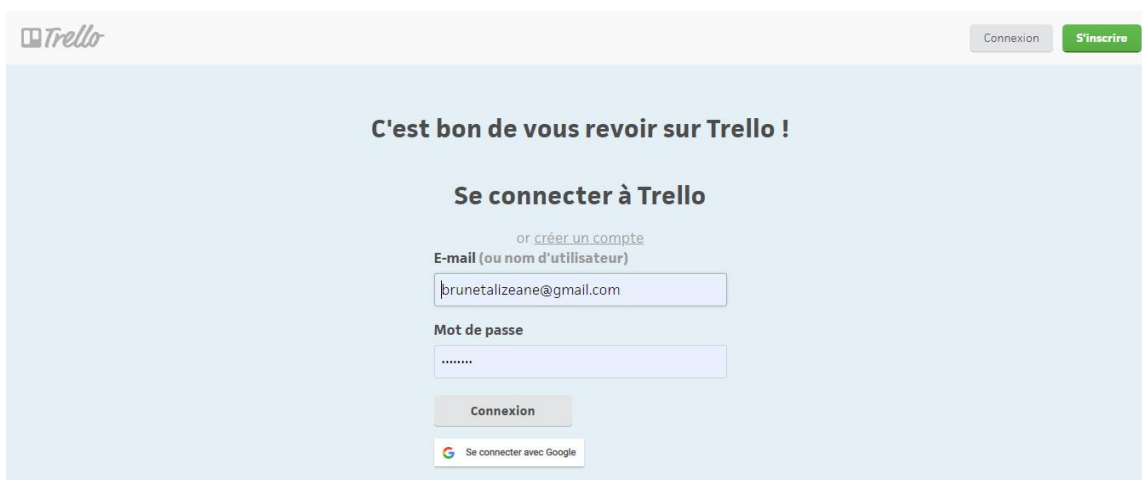 Trello
Connexion
S'inscrire
C'est bon de vous revoir sur Trello !
Se connecter à Trello
or créer un compte
E-mail (ou nom d'utilisateur)
brunetalizeane@gmail.com
Mot de passe
........
Connexion
G Se connecter avec Google